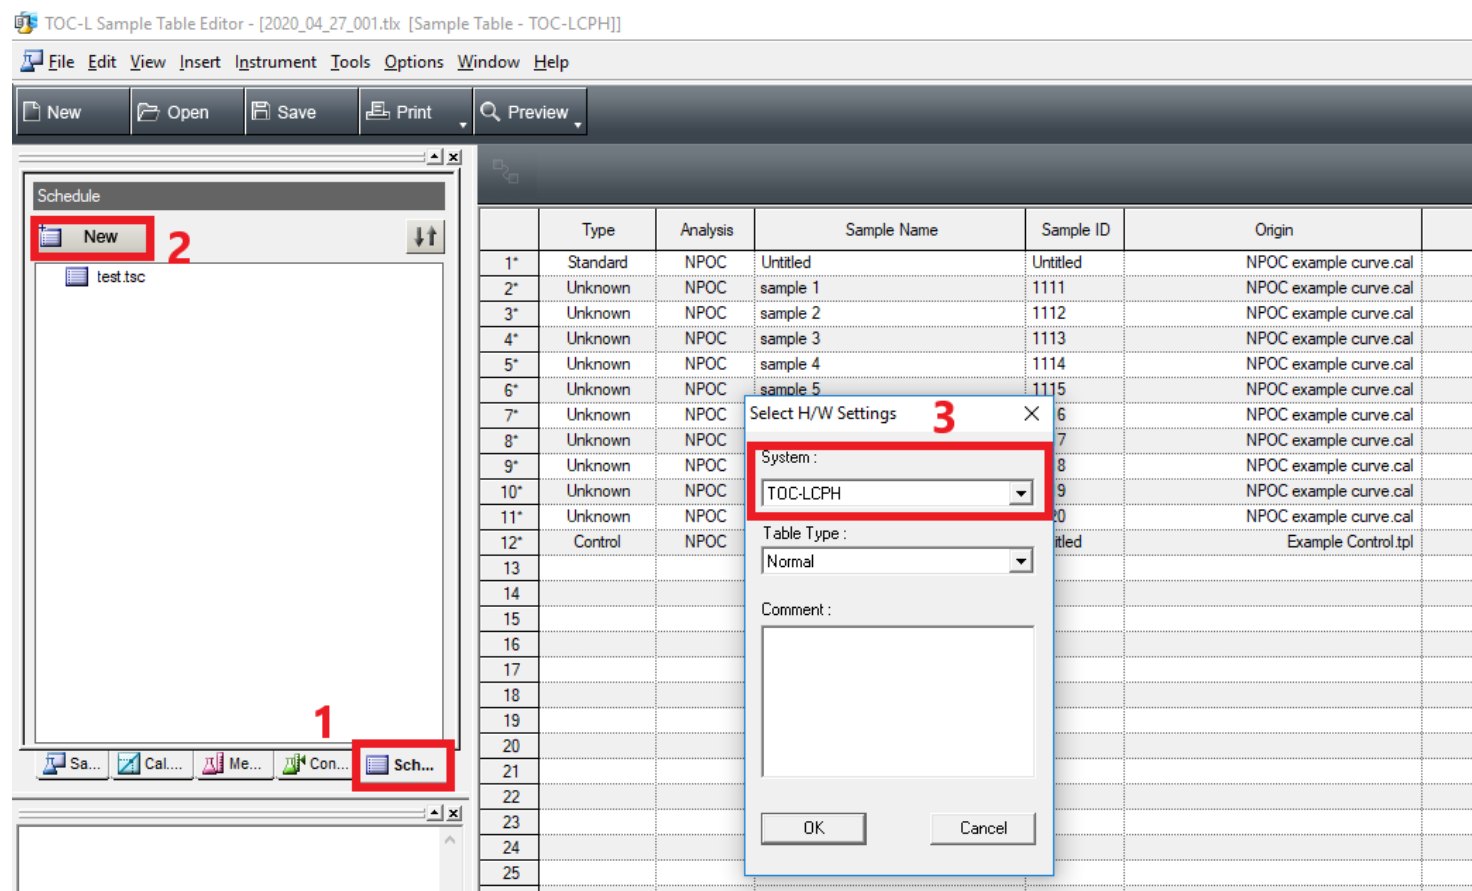 TOC-L Sample Table Editor - [2020_04_27_001.tlx [Sample Table - TOC-LCPH]]
File Edit View Insert Instrument Tools Options Window Help
New Open Save Print Preview
Schedule
New 2
test.tsc
Type Analysis Sample Name Sample ID Origin
1* Standard NPOC Untitled Untitled NPOC example curve.cal
2* Unknown NPOC sample 1 1111 NPOC example curve.cal
3* Unknown NPOC sample 2 1112 NPOC example curve.cal
4* Unknown NPOC sample 3 1113 NPOC example curve.cal
5* Unknown NPOC sample 4 1114 NPOC example curve.cal
6* Unknown NPOC sample 5 1115 NPOC example curve.cal
7* Unknown NPOC 6 NPOC example curve.cal
8* Unknown NPOC 7 NPOC example curve.cal
9* Unknown NPOC 8 NPOC example curve.cal
10* Unknown NPOC 9 NPOC example curve.cal
11* Unknown NPOC 20 NPOC example curve.cal
12* Control NPOC itled Example Control.tpl
13
14
15
16
17
18
19
20
21
22
23
24
25
Select H/W Settings 3
System :
TOC-LCPH
Table Type :
Normal
Comment :
OK Cancel
1
Sa... Cal.... Me... Con... Sch...